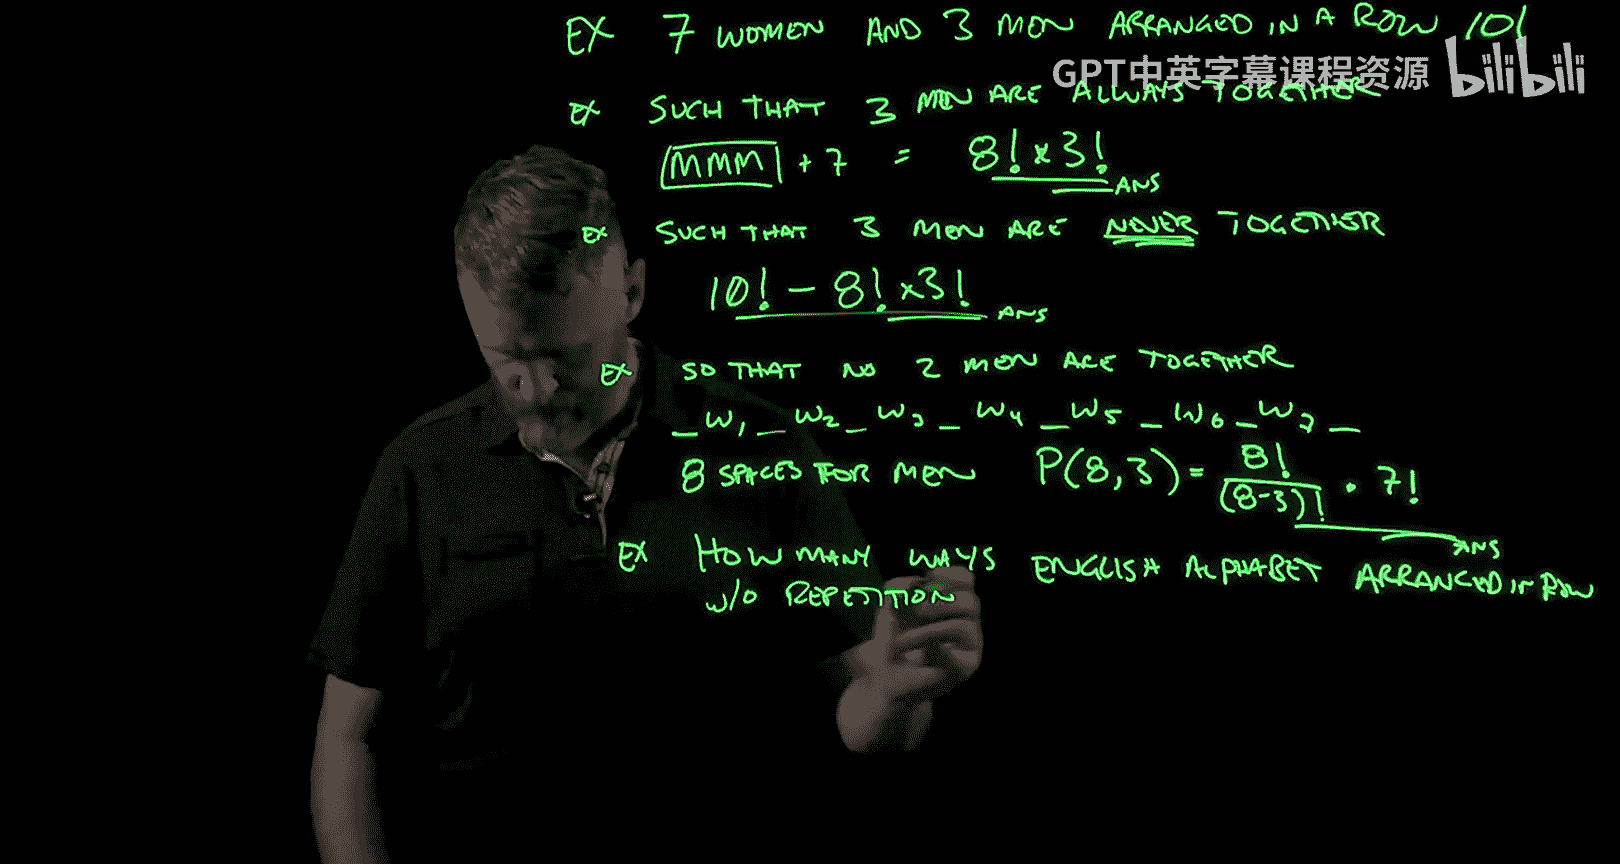 EX 7 WOMEN AND 3 MEN ARRANGED IN A ROW 10!
GPT中英字幕课程资源 bilibili
EX SUCH THAT 3 MEN ARE ALWAYS TOGETHER
MMM + 7 = 8! x 3! ANS
EX SUCH THAT 3 MEN ARE NEVER TOGETHER
10! - 8! x 3! ANS
EX SO THAT NO 2 MEN ARE TOGETHER
_ W1 _ W2 _ W3 _ W4 _ W5 _ W6 _ W7 _
8 SPACES FOR MEN P(8,3) = 8!/(8-3)! · 7!
ANS
EX HOW MANY WAYS ENGLISH ALPHABET ARRANGED IN ROW
W/O REPETITION